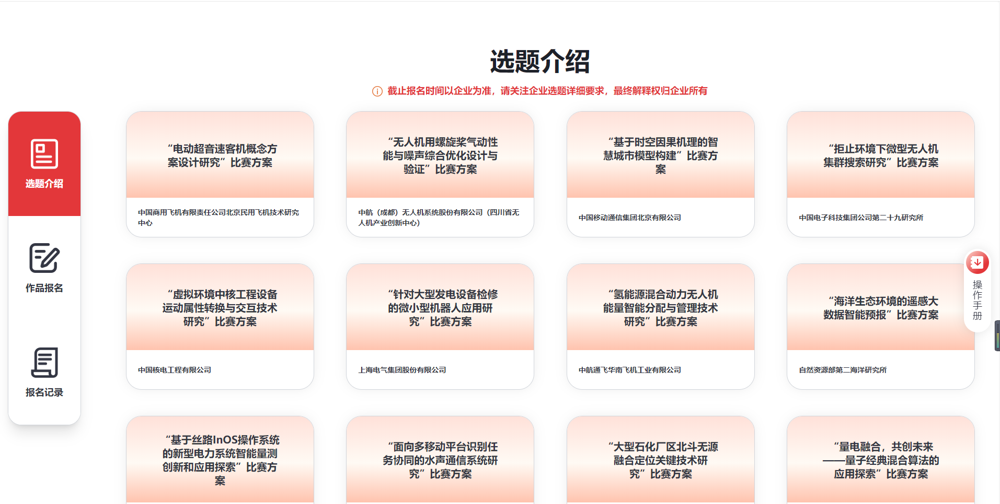 选题介绍
截止报名时间以企业为准，请关注企业选题详细要求，最终解释权归企业所有
选题介绍
作品报名
报名记录
“电动超音速客机概念方
案设计研究”比赛方案
中国商用飞机有限责任公司北京民用飞机技术研究
中心
“无人机用螺旋桨气动性
能与噪声综合优化设计与
验证”比赛方案
中航（成都）无人机系统股份有限公司（四川省无
人机产业创新中心）
“基于时空因果机理的智
慧城市模型构建”比赛方
案
中国移动通信集团北京有限公司
“拒止环境下微型无人机
集群搜索研究”比赛方案
中国电子科技集团公司第二十九研究所
“虚拟环境中核工程设备
运动属性转换与交互技术
研究”比赛方案
中国核电工程有限公司
“针对大型发电设备检修
的微小型机器人应用研
究”比赛方案
上海电气集团股份有限公司
“氢能源混合动力无人机
能量智能分配与管理技术
研究”比赛方案
中航通飞华南飞机工业有限公司
“海洋生态环境的遥感大
数据智能预报”比赛方案
自然资源部第二海洋研究所
操
作
手
册
“基于丝路InOS操作系统
的新型电力系统智能量测
创新和应用探索”比赛方
案
“面向多移动平台识别任
务协同的水声通信系统研
究”比赛方案
“大型石化厂区北斗无源
融合定位关键技术研
究”比赛方案
“量电融合，共创未来
——量子经典混合算法的
应用探索”比赛方案